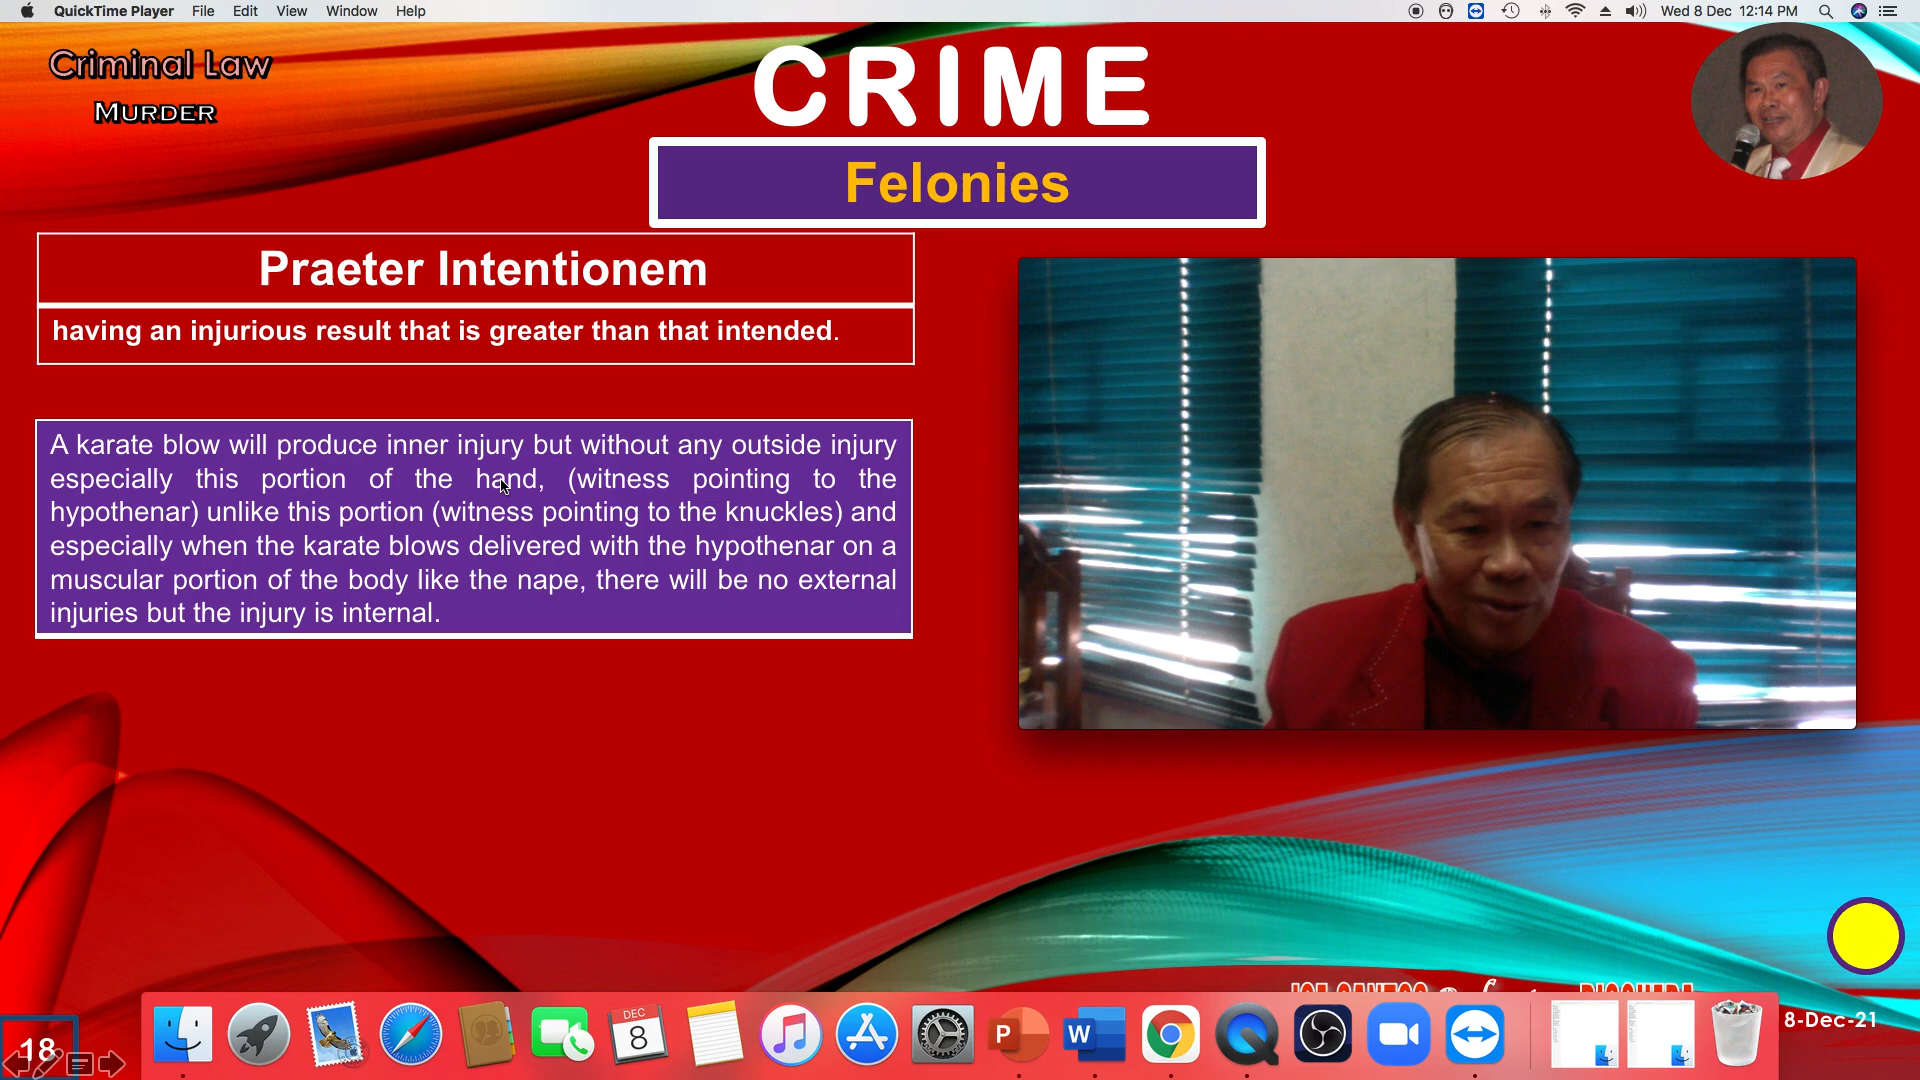 QuickTime Player File Edit View Window Help Wed 8 Dec 12:14 PM
Criminal Law
MURDER
CRIME
Felonies
Praeter Intentionem
having an injurious result that is greater than that intended.
A karate blow will produce inner injury but without any outside injury
especially this portion of the hand, (witness pointing to the
hypothenar) unlike this portion (witness pointing to the knuckles) and
especially when the karate blows delivered with the hypothenar on a
muscular portion of the body like the nape, there will be no external
injuries but the injury is internal.
18
DEC
8
P
W
8-Dec-21